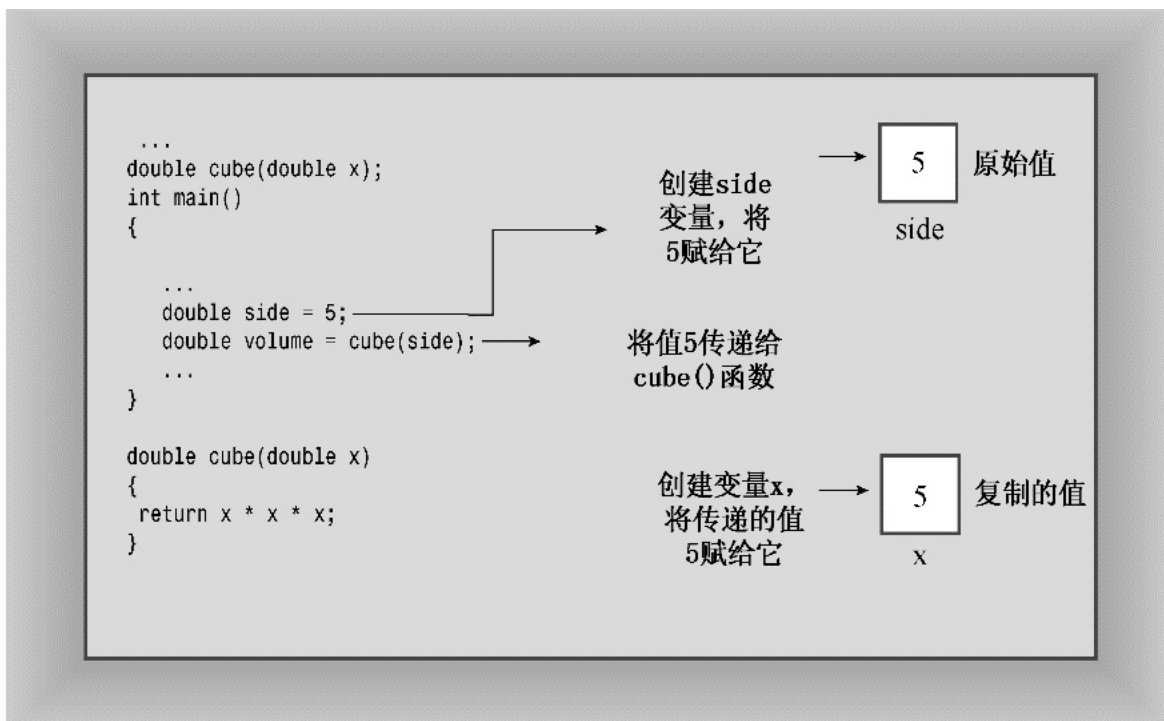 ...
double cube(double x);
int main()
{
...
double side = 5;
double volume = cube(side);
...
}
double cube(double x)
{
return x * x * x;
}
创建side
变量，将
5赋给它
5
原始值
side
将值5传递给
cube()函数
创建变量x，
将传递的值
5赋给它
5
复制的值
x